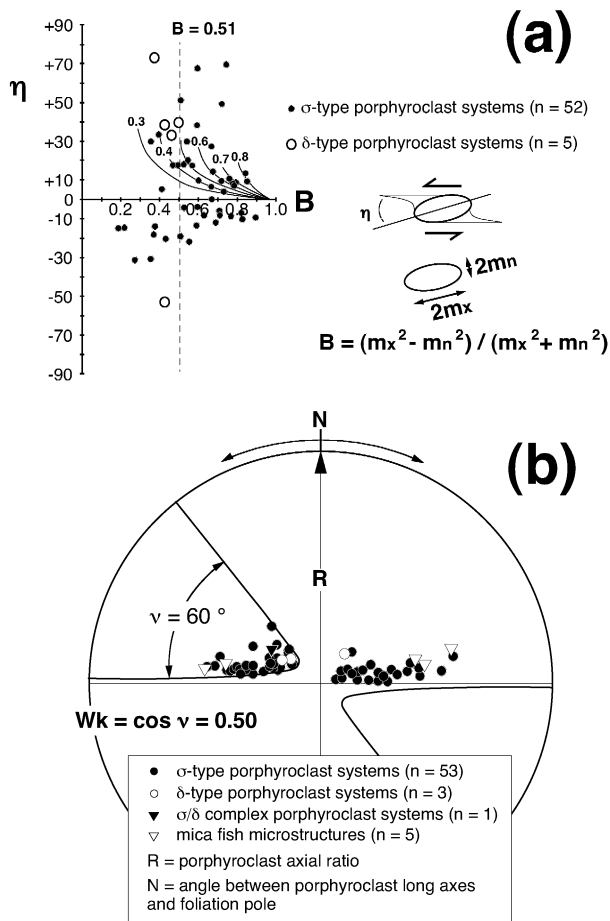 B = 0.51
(a)
η
+90
+70
+50
+30
+10
0
-10
-30
-50
-70
-90
0.2 0.4 0.6 0.8 1.0 B
0.3
0.4
0.6
0.7
0.8
σ-type porphyroclast systems (n = 52)
δ-type porphyroclast systems (n = 5)
η
2mn
2mx
B = (mx² - mn²) / (mx² + mn²)
(b)
N
R
ν = 60 °
Wk = cos ν = 0.50
σ-type porphyroclast systems (n = 53)
δ-type porphyroclast systems (n = 3)
σ/δ complex porphyroclast systems (n = 1)
mica fish microstructures (n = 5)
R = porphyroclast axial ratio
N = angle between porphyroclast long axes
and foliation pole